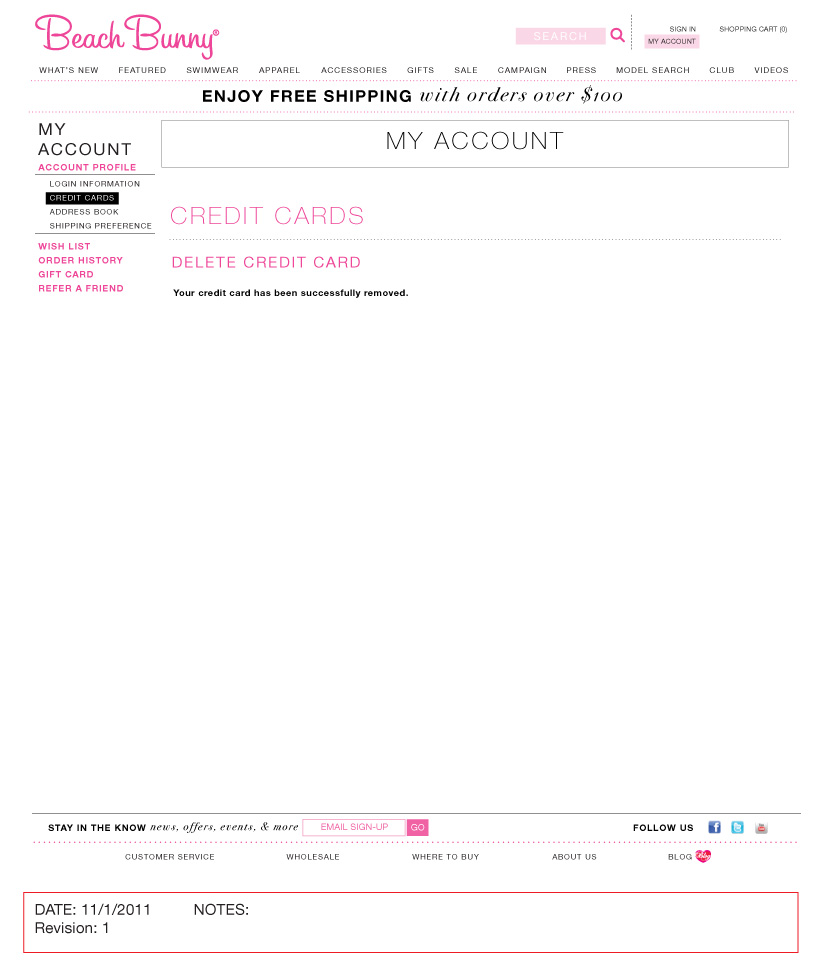 Beach Bunny®
SEARCH
SIGN IN
SHOPPING CART (0)
MY ACCOUNT
WHAT'S NEW FEATURED SWIMWEAR APPAREL ACCESSORIES GIFTS SALE CAMPAIGN PRESS MODEL SEARCH CLUB VIDEOS
ENJOY FREE SHIPPING with orders over $100
MY
ACCOUNT
ACCOUNT PROFILE
LOGIN INFORMATION
CREDIT CARDS
ADDRESS BOOK
SHIPPING PREFERENCE
WISH LIST
ORDER HISTORY
GIFT CARD
REFER A FRIEND
MY ACCOUNT
CREDIT CARDS
DELETE CREDIT CARD
Your credit card has been successfully removed.
STAY IN THE KNOW news, offers, events, & more EMAIL SIGN-UP GO
FOLLOW US
CUSTOMER SERVICE WHOLESALE WHERE TO BUY ABOUT US BLOG
DATE: 11/1/2011 NOTES:
Revision: 1